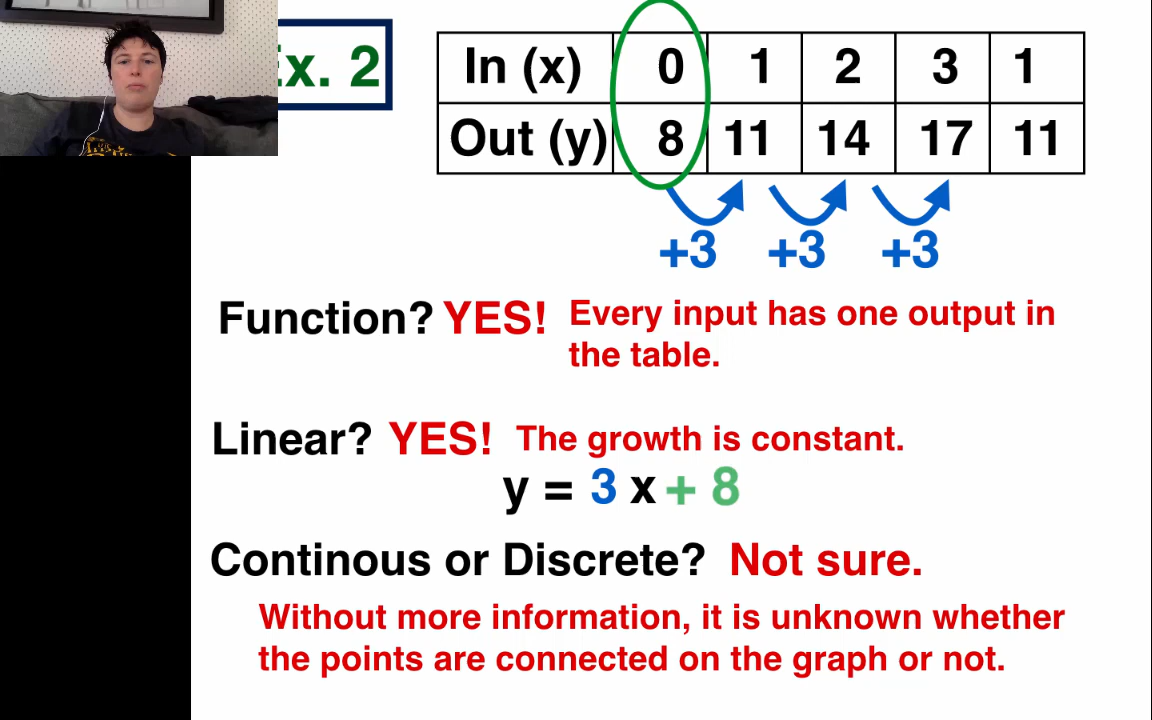 Ex. 2
In (x) 0 1 2 3 1
Out (y) 8 11 14 17 11
+3 +3 +3
Function? YES! Every input has one output in
the table.
Linear? YES! The growth is constant.
y = 3 x + 8
Continous or Discrete? Not sure.
Without more information, it is unknown whether
the points are connected on the graph or not.